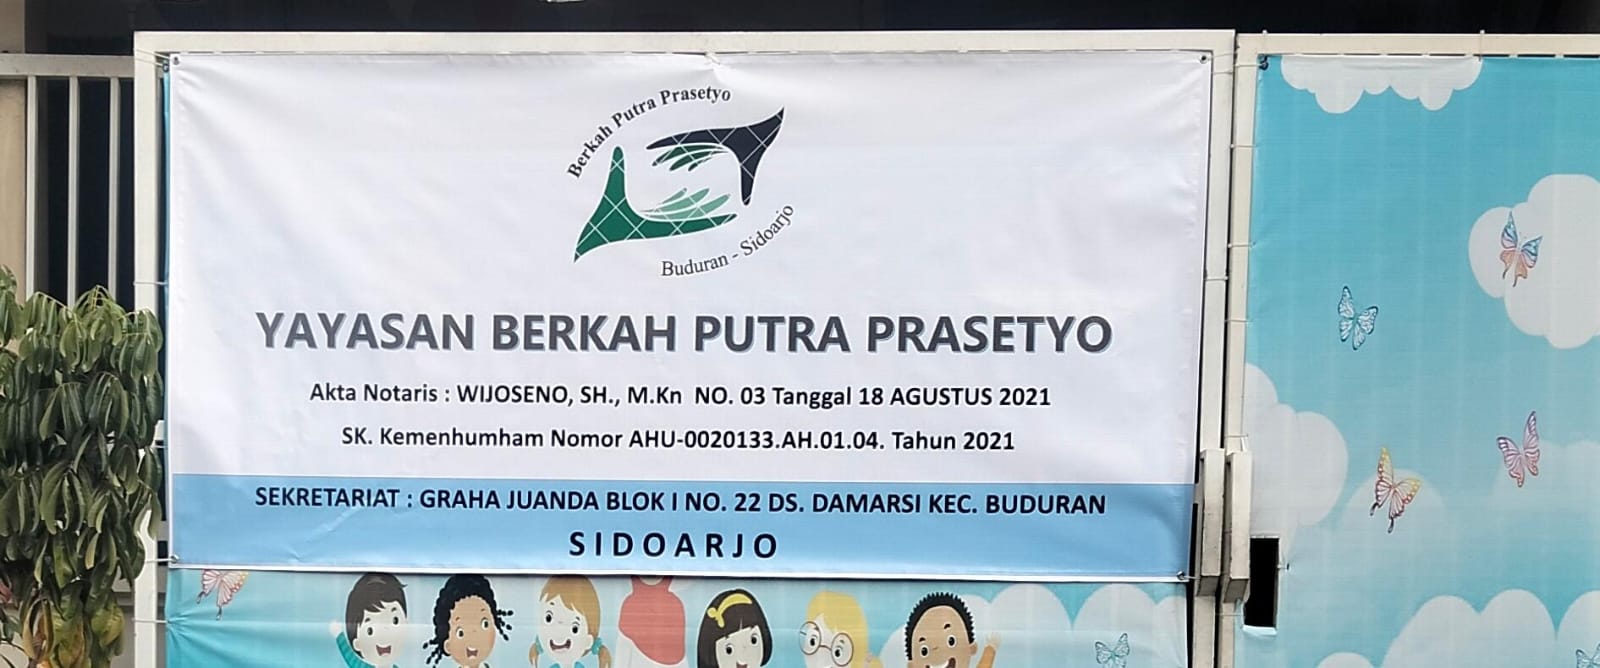 Berkah Putra Prasetyo
Buduran - Sidoarjo
YAYASAN BERKAH PUTRA PRASETYO
Akta Notaris : WIJOSENO, SH., M.Kn NO. 03 Tanggal 18 AGUSTUS 2021
SK. Kemenhumham Nomor AHU-0020133.AH.01.04. Tahun 2021
SEKRETARIAT : GRAHA JUANDA BLOK I NO. 22 DS. DAMARSI KEC. BUDURAN
SIDOARJO